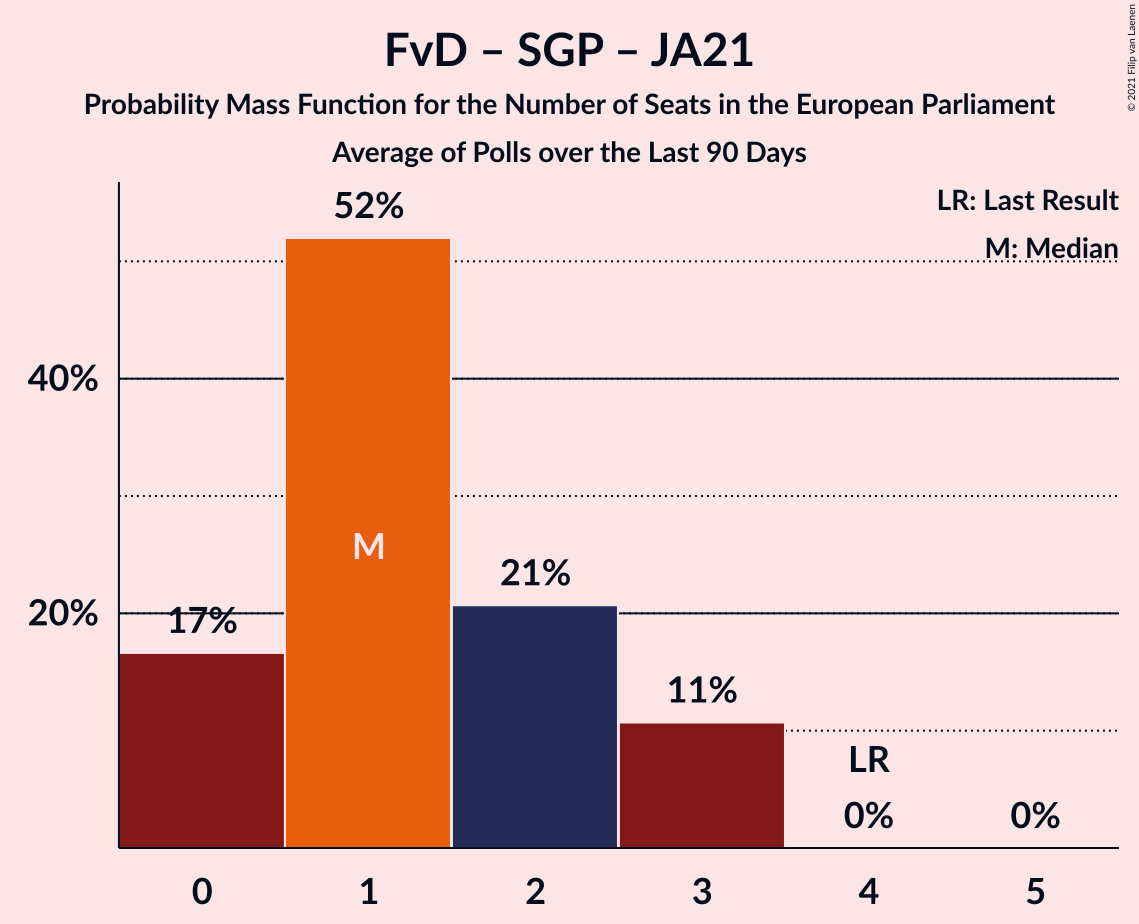 FvD – SGP – JA21
Probability Mass Function for the Number of Seats in the European Parliament
Average of Polls over the Last 90 Days
© 2021 Filip van Laenen
LR: Last Result
M: Median
52%
40%
M
21%
20%
17%
11%
LR
0%
0%
0 1 2 3 4 5